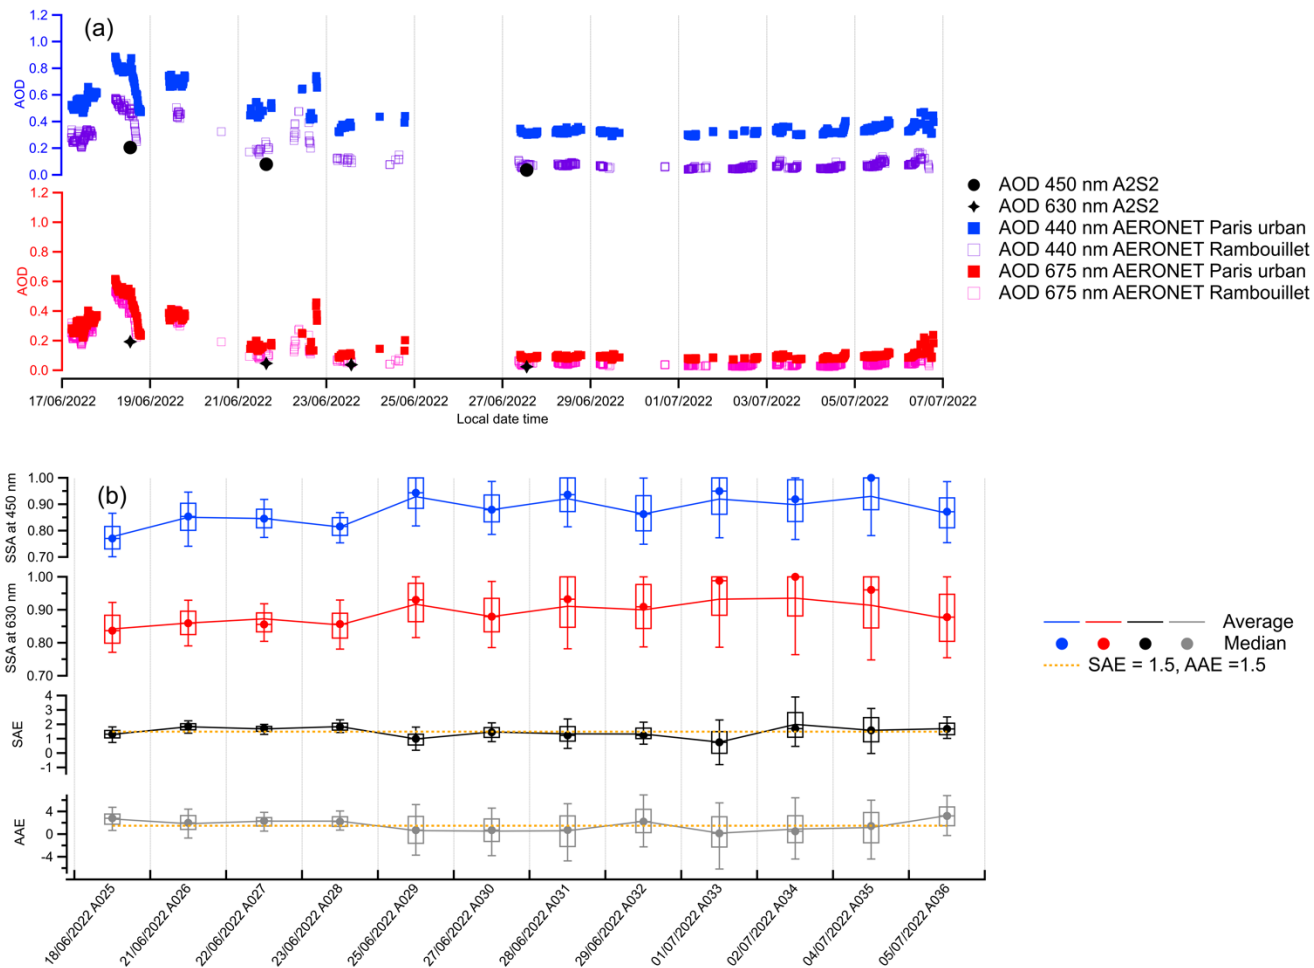 (a)
1.2
1.0
0.8
0.6
0.4
0.2
0.0
AOD
1.2
1.0
0.8
0.6
0.4
0.2
0.0
AOD
17/06/2022 19/06/2022 21/06/2022 23/06/2022 25/06/2022 27/06/2022 29/06/2022 01/07/2022 03/07/2022 05/07/2022 07/07/2022
Local date time
AOD 450 nm A2S2
AOD 630 nm A2S2
AOD 440 nm AERONET Paris urban
AOD 440 nm AERONET Rambouillet
AOD 675 nm AERONET Paris urban
AOD 675 nm AERONET Rambouillet
(b)
1.00
0.90
0.80
0.70
SSA at 450 nm
1.00
0.90
0.80
0.70
SSA at 630 nm
4
3
2
1
0
-1
SAE
4
0
-4
AAE
18/06/2022 A025
21/06/2022 A026
22/06/2022 A027
23/06/2022 A028
25/06/2022 A029
27/06/2022 A030
28/06/2022 A031
29/06/2022 A032
01/07/2022 A033
02/07/2022 A034
04/07/2022 A035
05/07/2022 A036
Average
Median
SAE = 1.5, AAE =1.5